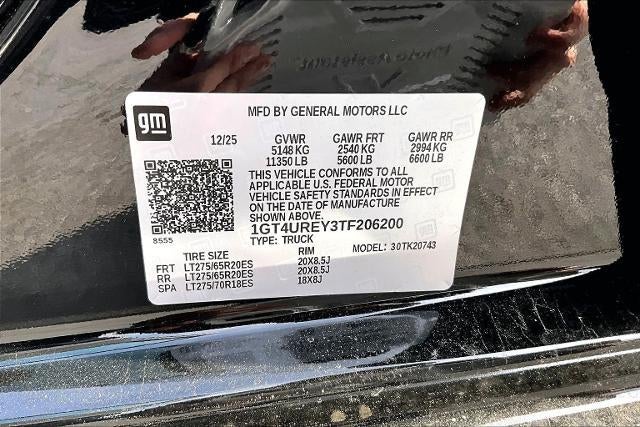 gm
MFD BY GENERAL MOTORS LLC
12/25 GVWR GAWR FRT GAWR RR
5148 KG 2540 KG 2994 KG
11350 LB 5600 LB 6600 LB
THIS VEHICLE CONFORMS TO ALL
APPLICABLE U.S. FEDERAL MOTOR
VEHICLE SAFETY STANDARDS IN EFFECT
ON THE DATE OF MANUFACTURE
SHOWN ABOVE.
1GT4UREY3TF206200
8555 TYPE: TRUCK MODEL: 30TK20743
TIRE SIZE RIM
FRT LT275/65R20ES 20X8.5J
RR LT275/65R20ES 20X8.5J
SPA LT275/70R18ES 18X8J